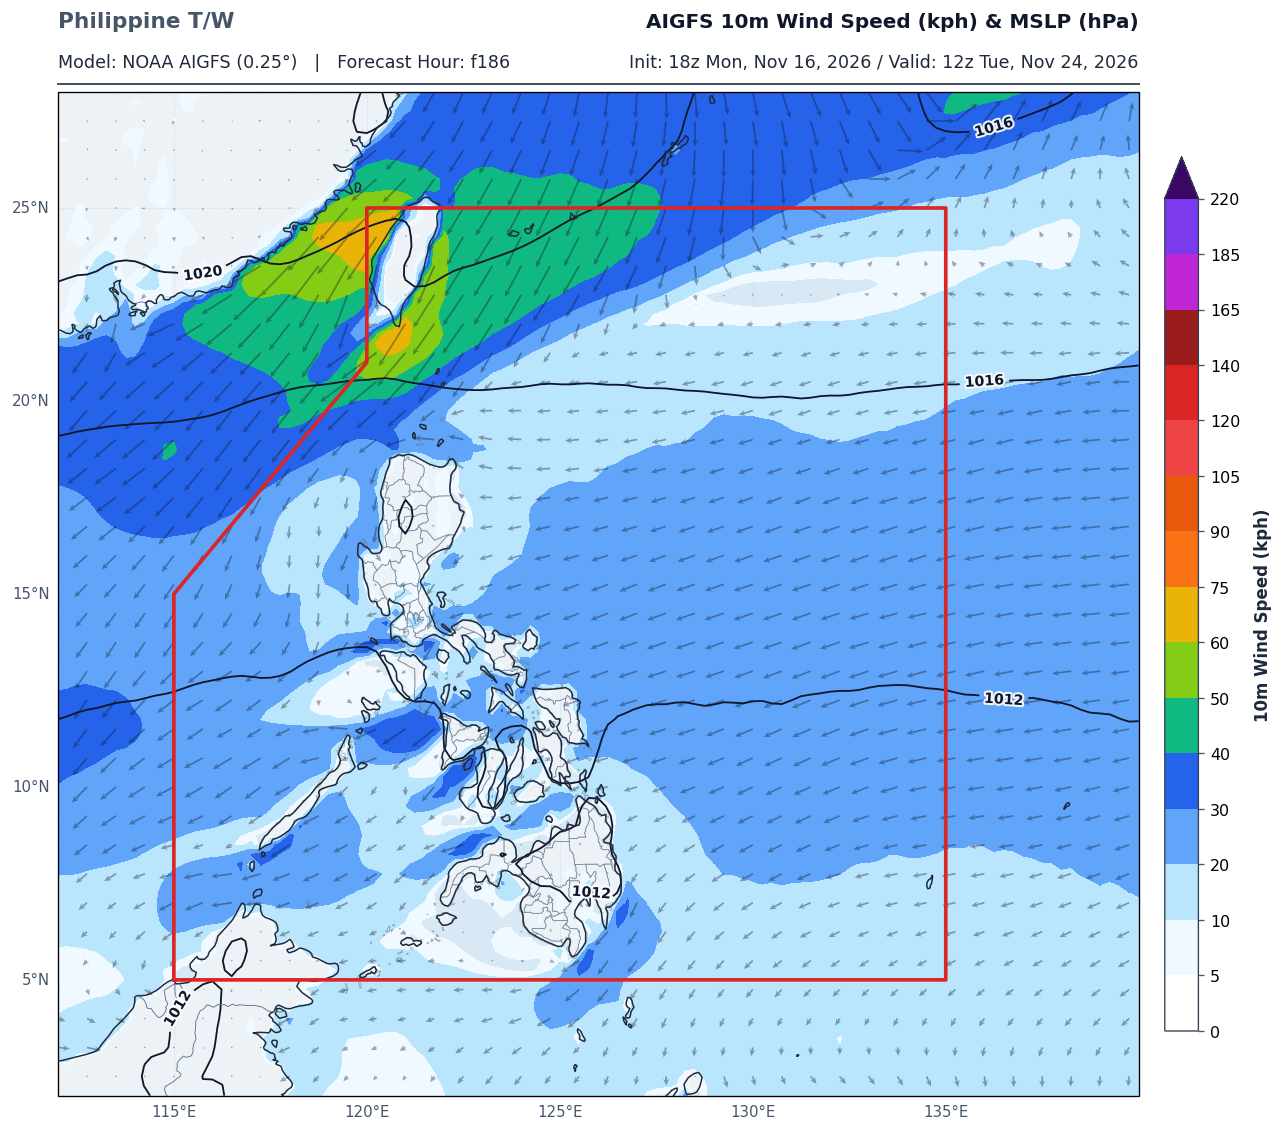 Philippine T/W
AIGFS 10m Wind Speed (kph) & MSLP (hPa)
Model: NOAA AIGFS (0.25°) | Forecast Hour: f186
Init: 18z Mon, Nov 16, 2026 / Valid: 12z Tue, Nov 24, 2026
1016
25°N
1020
20°N
1016
15°N
1012
10°N
1012
5°N
1012
115°E
120°E
125°E
130°E
135°E
220
185
165
140
120
105
90
75
60
50
40
30
20
10
5
0
10m Wind Speed (kph)